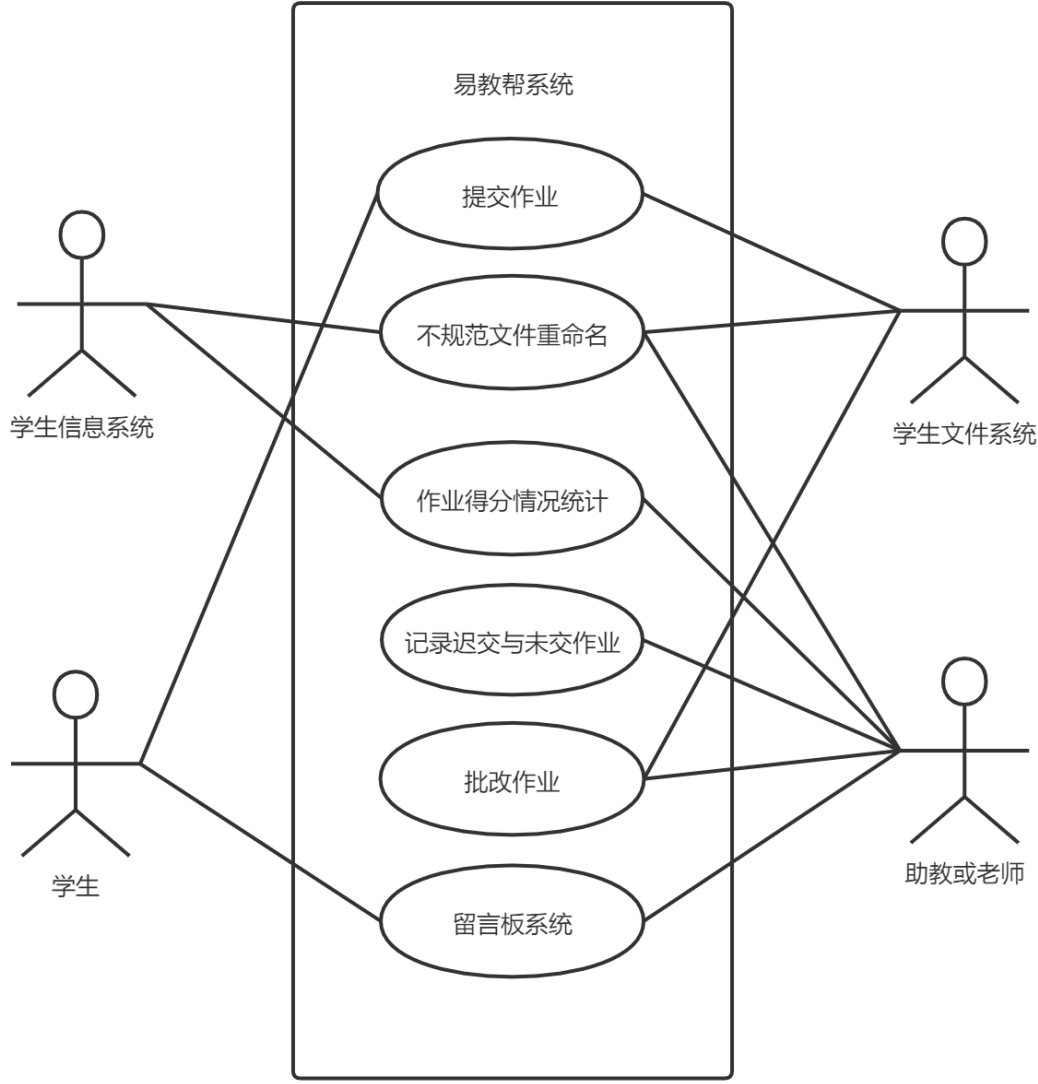 易教帮系统
提交作业
不规范文件重命名
学生信息系统
学生文件系统
作业得分情况统计
记录迟交与未交作业
批改作业
学生
助教或老师
留言板系统